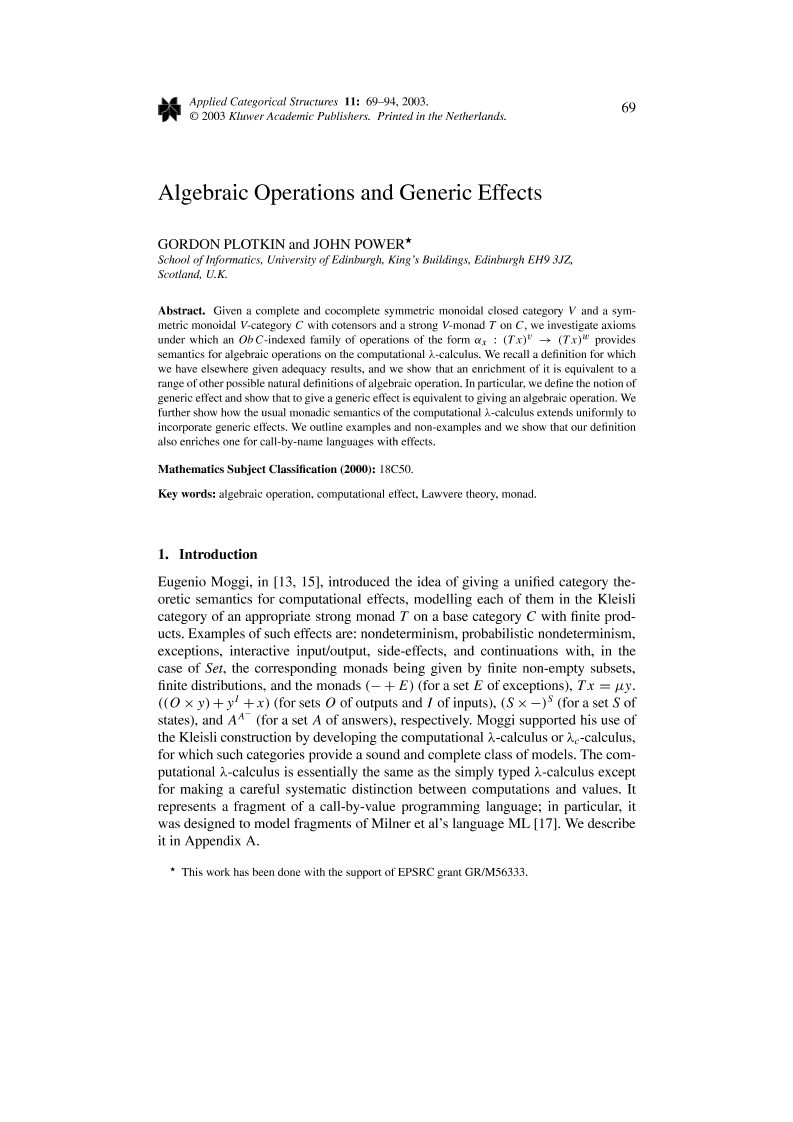 Applied Categorical Structures 11: 69–94, 2003.
© 2003 Kluwer Academic Publishers. Printed in the Netherlands.
69
Algebraic Operations and Generic Effects
GORDON PLOTKIN and JOHN POWER★
School of Informatics, University of Edinburgh, King's Buildings, Edinburgh EH9 3JZ,
Scotland, U.K.
Abstract. Given a complete and cocomplete symmetric monoidal closed category V and a sym-
metric monoidal V-category C with cotensors and a strong V-monad T on C, we investigate axioms
under which an Ob C-indexed family of operations of the form αₓ : (Tx)ᵛ → (Tx)ʷ provides
semantics for algebraic operations on the computational λ-calculus. We recall a definition for which
we have elsewhere given adequacy results, and we show that an enrichment of it is equivalent to a
range of other possible natural definitions of algebraic operation. In particular, we define the notion of
generic effect and show that to give a generic effect is equivalent to giving an algebraic operation. We
further show how the usual monadic semantics of the computational λ-calculus extends uniformly to
incorporate generic effects. We outline examples and non-examples and we show that our definition
also enriches one for call-by-name languages with effects.
Mathematics Subject Classification (2000): 18C50.
Key words: algebraic operation, computational effect, Lawvere theory, monad.
1. Introduction
Eugenio Moggi, in [13, 15], introduced the idea of giving a unified category the-
oretic semantics for computational effects, modelling each of them in the Kleisli
category of an appropriate strong monad T on a base category C with finite prod-
ucts. Examples of such effects are: nondeterminism, probabilistic nondeterminism,
exceptions, interactive input/output, side-effects, and continuations with, in the
case of Set, the corresponding monads being given by finite non-empty subsets,
finite distributions, and the monads (− + E) (for a set E of exceptions), Tx = μy.
((O × y) + y^I + x) (for sets O of outputs and I of inputs), (S × −)^S (for a set S of
states), and A^{A^−} (for a set A of answers), respectively. Moggi supported his use of
the Kleisli construction by developing the computational λ-calculus or λ_c-calculus,
for which such categories provide a sound and complete class of models. The com-
putational λ-calculus is essentially the same as the simply typed λ-calculus except
for making a careful systematic distinction between computations and values. It
represents a fragment of a call-by-value programming language; in particular, it
was designed to model fragments of Milner et al's language ML [17]. We describe
it in Appendix A.
★ This work has been done with the support of EPSRC grant GR/M56333.